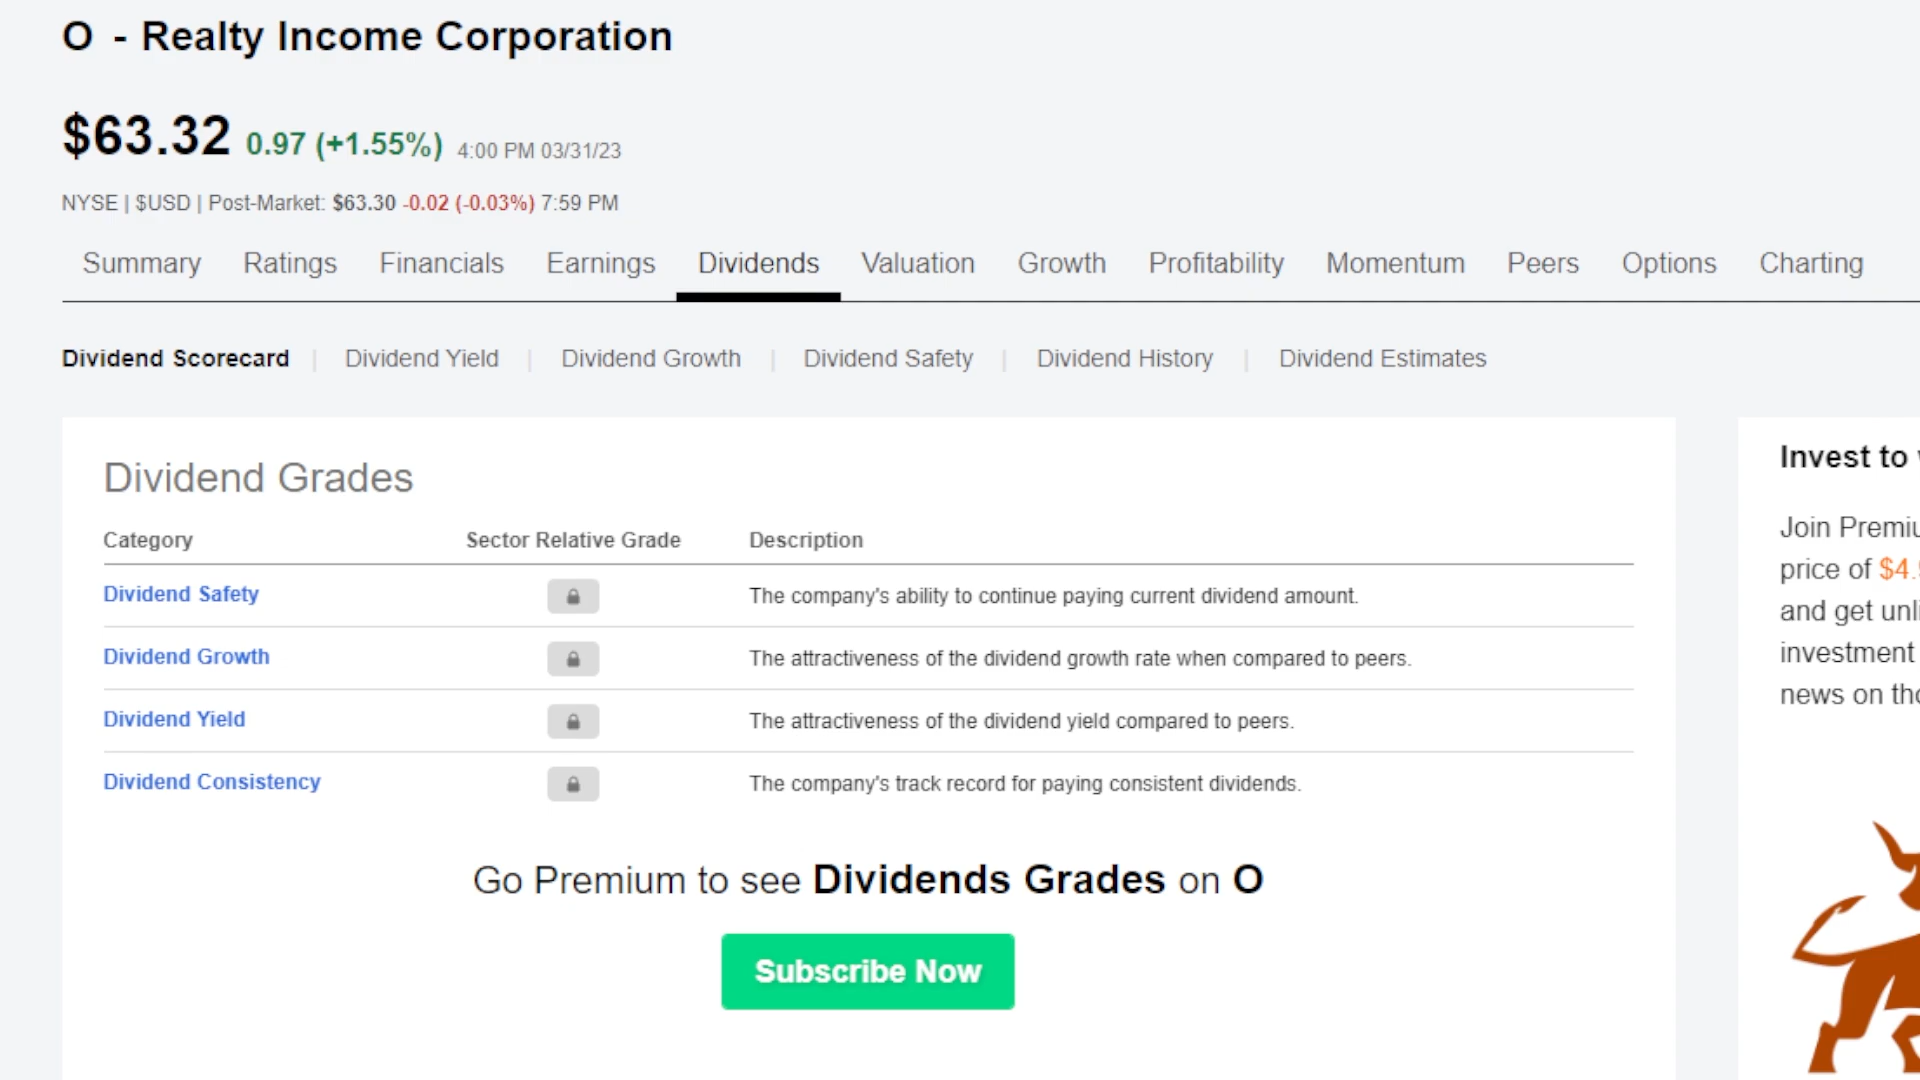 O - Realty Income Corporation
$63.32 0.97 (+1.55%) 4:00 PM 03/31/23
NYSE | $USD | Post-Market: $63.30 -0.02 (-0.03%) 7:59 PM
Summary Ratings Financials Earnings Dividends Valuation Growth Profitability Momentum Peers Options Charting
Dividend Scorecard | Dividend Yield | Dividend Growth | Dividend Safety | Dividend History | Dividend Estimates
Dividend Grades
Category Sector Relative Grade Description
Dividend Safety The company's ability to continue paying current dividend amount.
Dividend Growth The attractiveness of the dividend growth rate when compared to peers.
Dividend Yield The attractiveness of the dividend yield compared to peers.
Dividend Consistency The company's track record for paying consistent dividends.
Go Premium to see Dividends Grades on O
Subscribe Now
Invest to
Join
price of $4.
and get
investment
news on